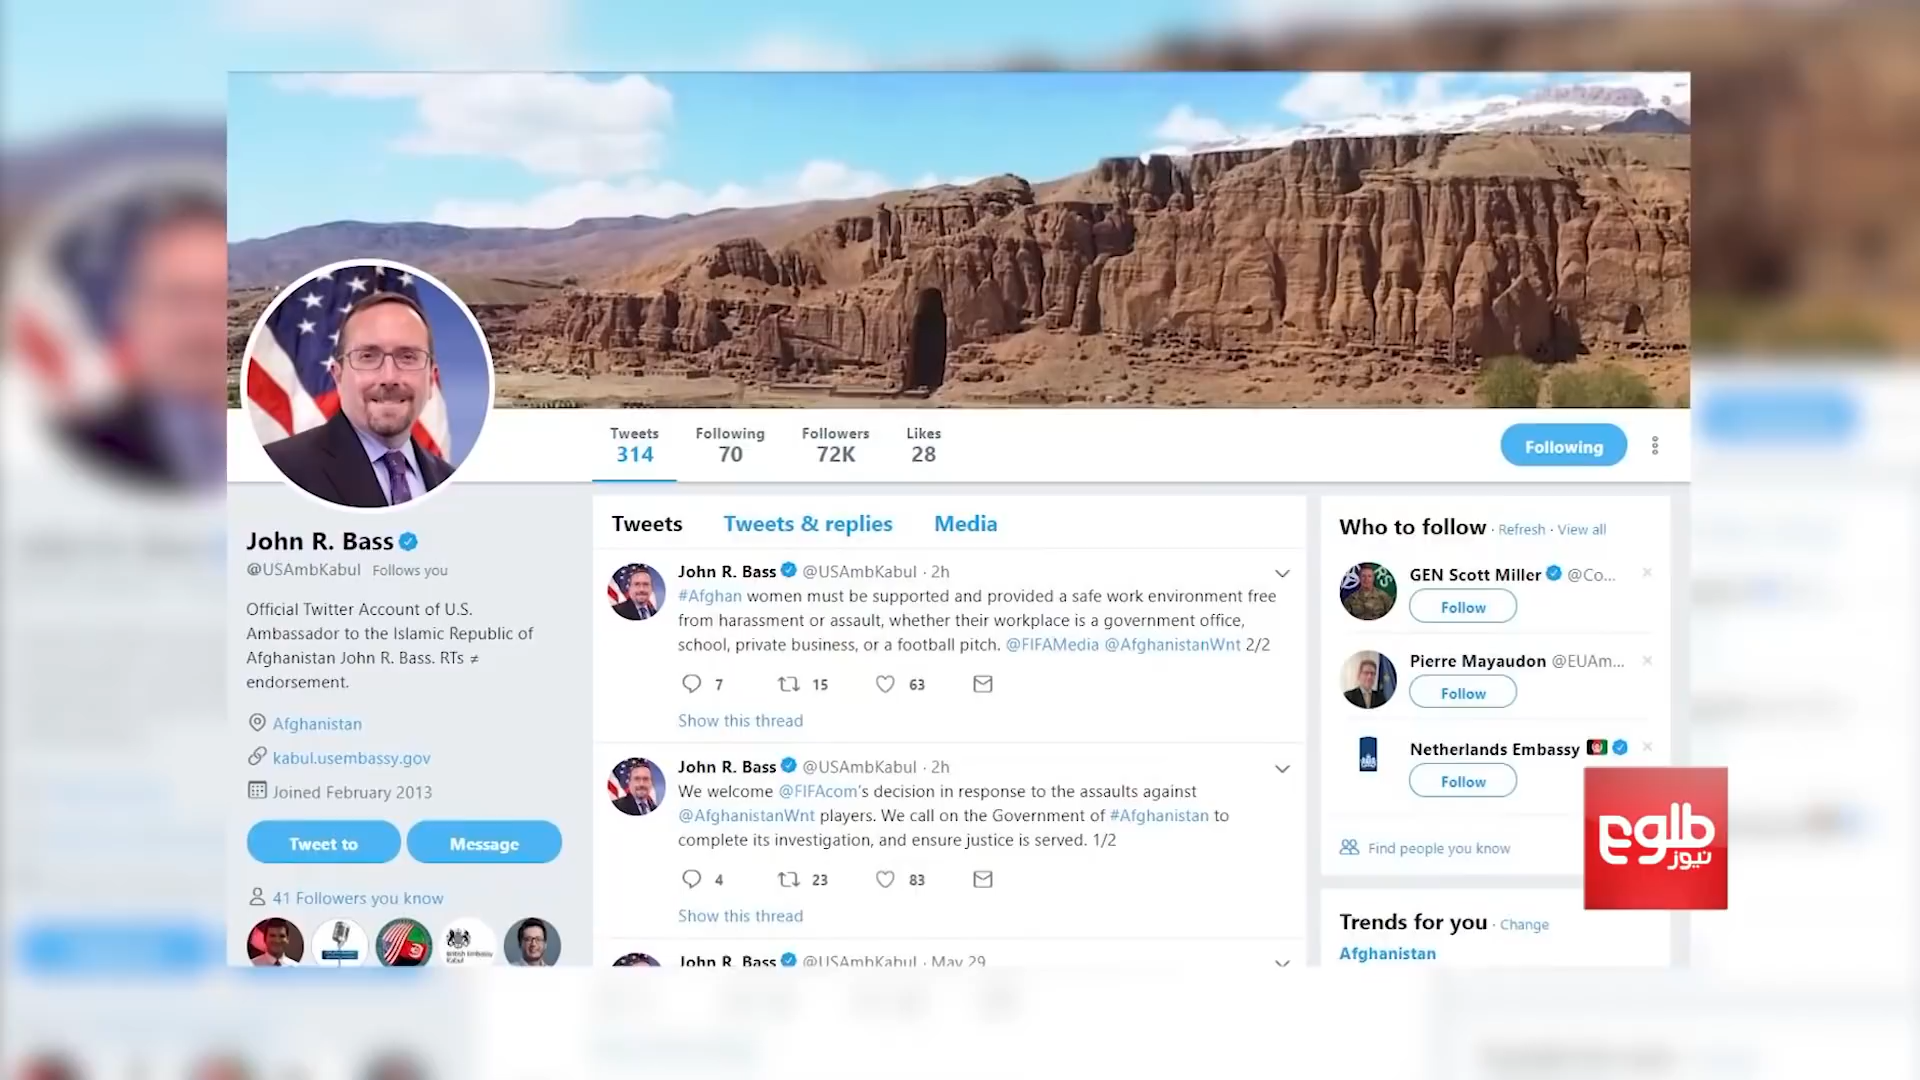 Tweets
314
Following
70
Followers
72K
Likes
28
Following
John R. Bass
@USAmbKabul Follows you
Official Twitter Account of U.S.
Ambassador to the Islamic Republic of
Afghanistan John R. Bass. RTs ≠
endorsement.
Afghanistan
kabul.usembassy.gov
Joined February 2013
Tweet to
Message
41 Followers you know
British Embassy
Kabul
Tweets
Tweets & replies
Media
John R. Bass @USAmbKabul · 2h
#Afghan women must be supported and provided a safe work environment free
from harassment or assault, whether their workplace is a government office,
school, private business, or a football pitch. @FIFAMedia @AfghanistanWnt 2/2
7 15 63
Show this thread
John R. Bass @USAmbKabul · 2h
We welcome @FIFAcom's decision in response to the assaults against
@AfghanistanWnt players. We call on the Government of #Afghanistan to
complete its investigation, and ensure justice is served. 1/2
4 23 83
Show this thread
John R. Bass @USAmbKabul · May 29
Who to follow · Refresh · View all
GEN Scott Miller @Co...
Follow
Pierre Mayaudon @EUAm...
Follow
Netherlands Embassy
Follow
Find people you know
Trends for you · Change
Afghanistan
طلوع
نیوز